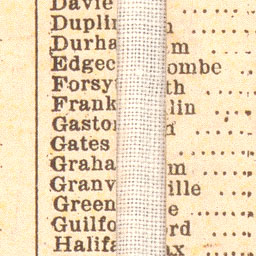 Davie
Duplin n
Durha m
Edgec ombe
Forsy th
Frank lin
Gasto n
Gates
Graha m
Granv ille
Green e
Guilfo rd
Halifa ax